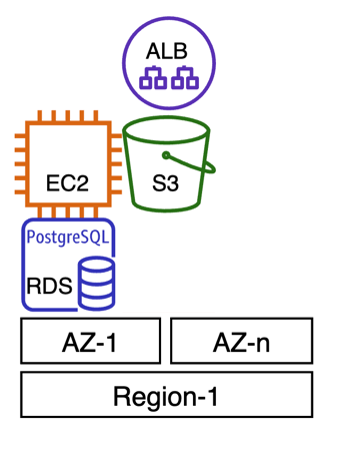 ALB
EC2
S3
PostgreSQL
RDS
AZ-1
AZ-n
Region-1